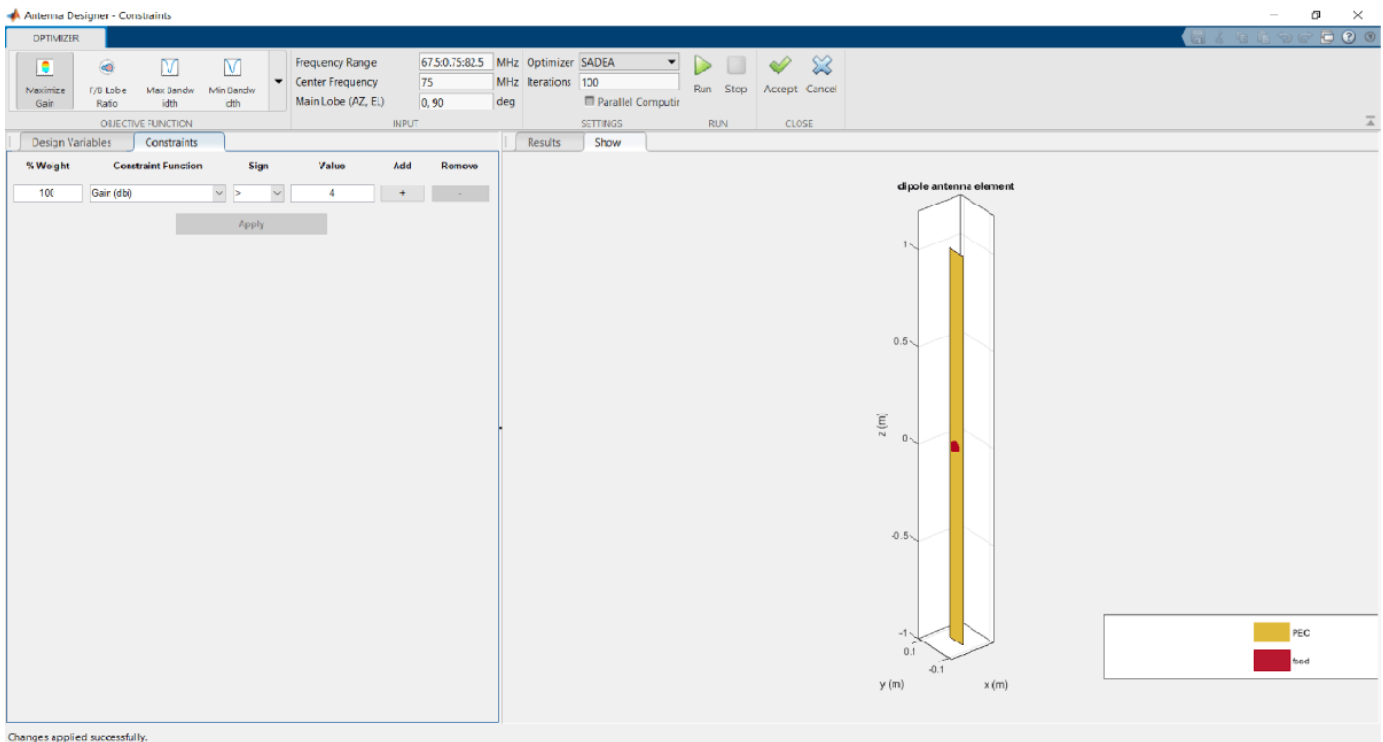 Antenna Designer - Constraints
OPTIMIZER
Maximize Gain
F/B Lobe Ratio
Max Bandw idth
Min Bandw idth
OBJECTIVE FUNCTION
Frequency Range 67.5:0.75:82.5 MHz
Center Frequency 75 MHz
Main Lobe (AZ, EL) 0, 90 deg
INPUT
Optimizer SADEA
Iterations 100
Parallel Computin
SETTINGS
Run Stop
RUN
Accept Cancel
CLOSE
Design Variables Constraints
% Weight Constraint Function Sign Value Add Remove
100 Gain (dbi) > 4 + -
Apply
Results Show
dipole antenna element
1
0.5
0
-0.5
-1
z (m)
0.1
-0.1
y (m) x (m)
PEC
feed
Changes applied successfully.